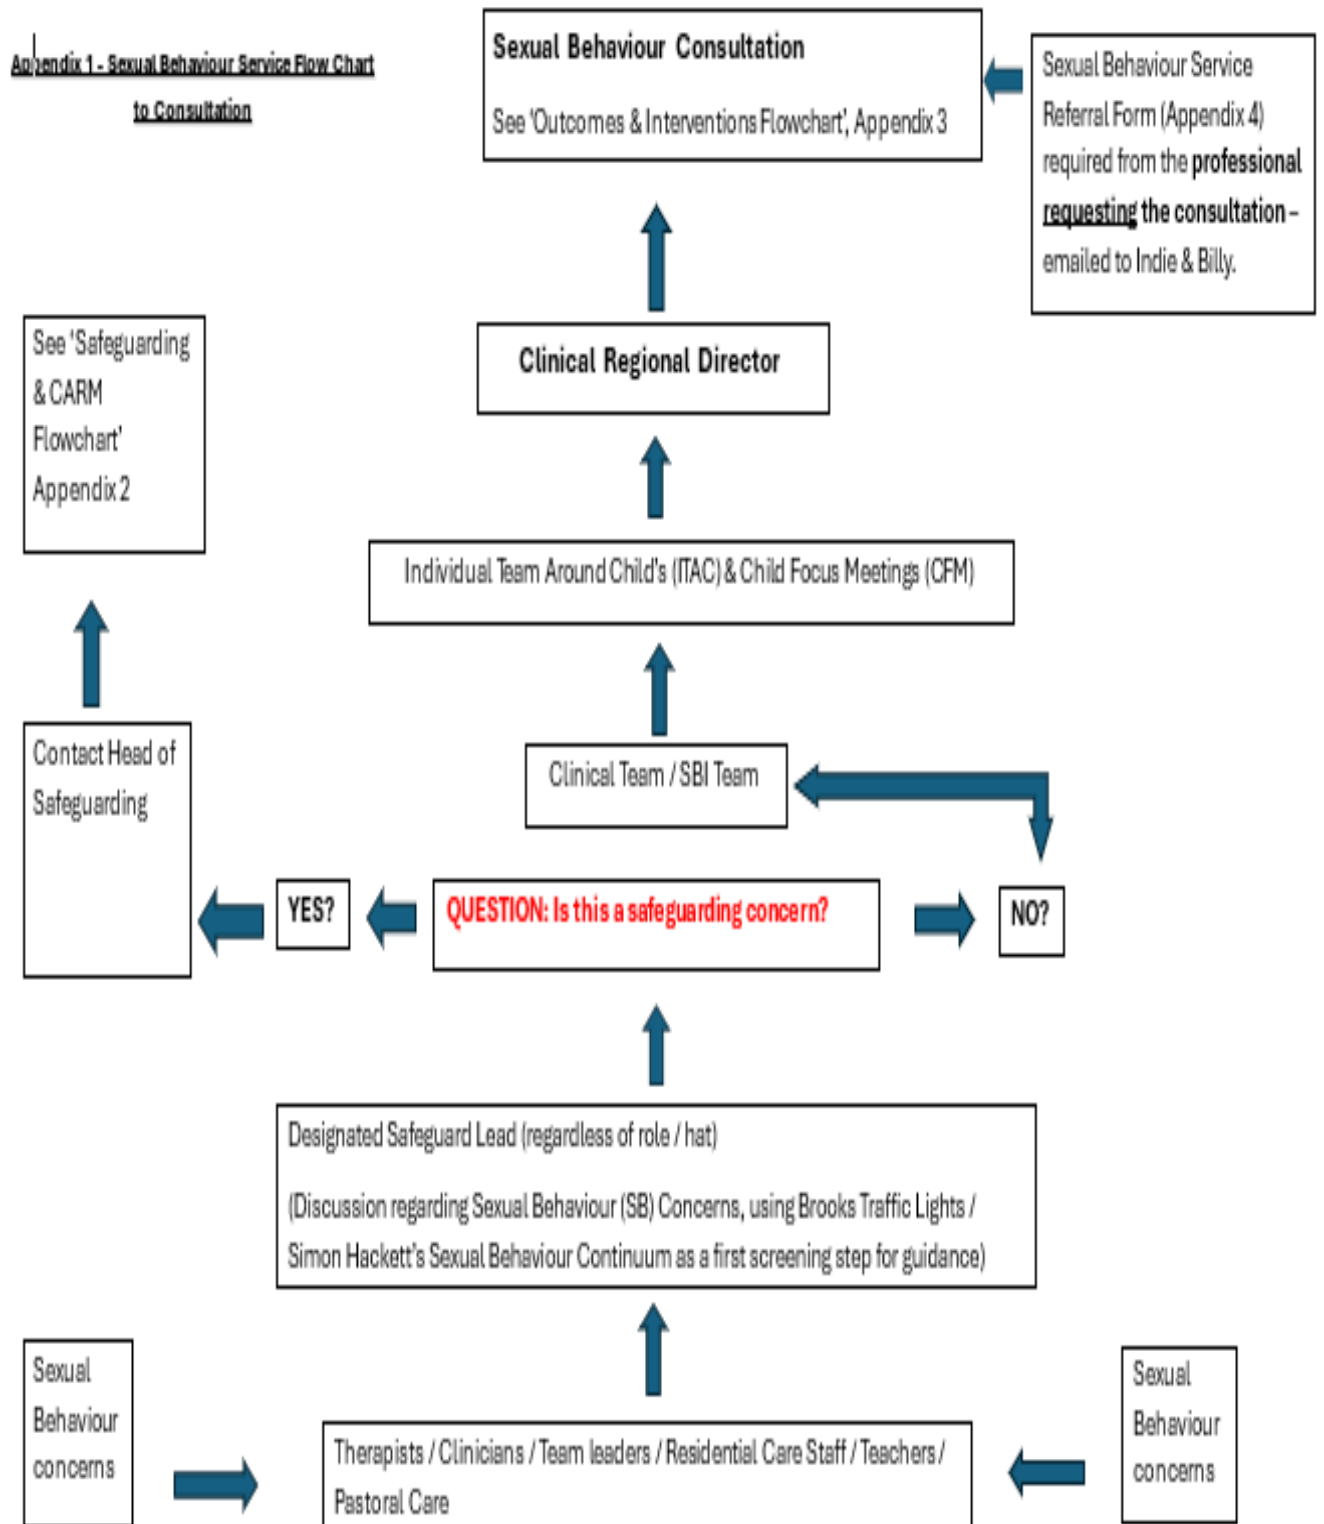 Appendix 1 - Sexual Behaviour Service Flow Chart
to Consultation
Sexual Behaviour Consultation
See 'Outcomes & Interventions Flowchart', Appendix 3
Sexual Behaviour Service
Referral Form (Appendix 4)
required from the professional
requesting the consultation –
emailed to Indie & Billy.
See 'Safeguarding
& CARM
Flowchart'
Appendix 2
Clinical Regional Director
Individual Team Around Child's (ITAC) & Child Focus Meetings (CFM)
Contact Head of
Safeguarding
Clinical Team / SBI Team
YES?
QUESTION: Is this a safeguarding concern?
NO?
Designated Safeguard Lead (regardless of role / hat)
(Discussion regarding Sexual Behaviour (SB) Concerns, using Brooks Traffic Lights /
Simon Hackett's Sexual Behaviour Continuum as a first screening step for guidance)
Sexual
Behaviour
concerns
Therapists / Clinicians / Team leaders / Residential Care Staff / Teachers /
Pastoral Care
Sexual
Behaviour
concerns